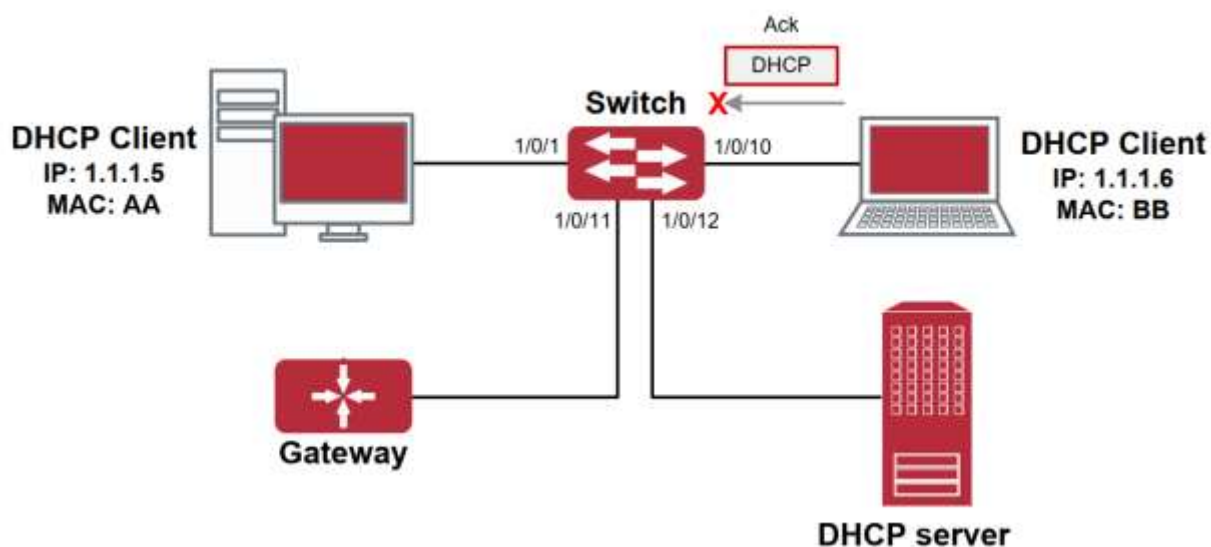 Ack
DHCP
Switch
X
DHCP Client
IP: 1.1.1.5
MAC: AA
1/0/1
1/0/10
DHCP Client
IP: 1.1.1.6
MAC: BB
1/0/11
1/0/12
Gateway
DHCP server